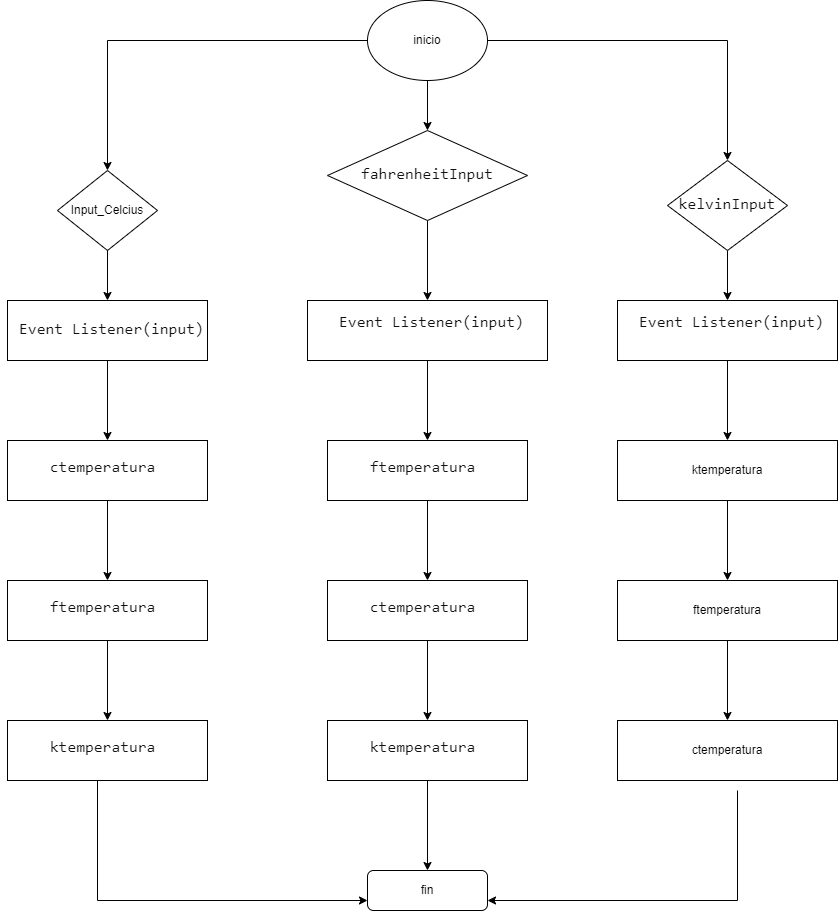 inicio
Input_Celcius
fahrenheitInput
kelvinInput
Event Listener(input)
Event Listener(input)
Event Listener(input)
ctemperatura
ftemperatura
ktemperatura
ftemperatura
ctemperatura
ftemperatura
ktemperatura
ktemperatura
ctemperatura
fin